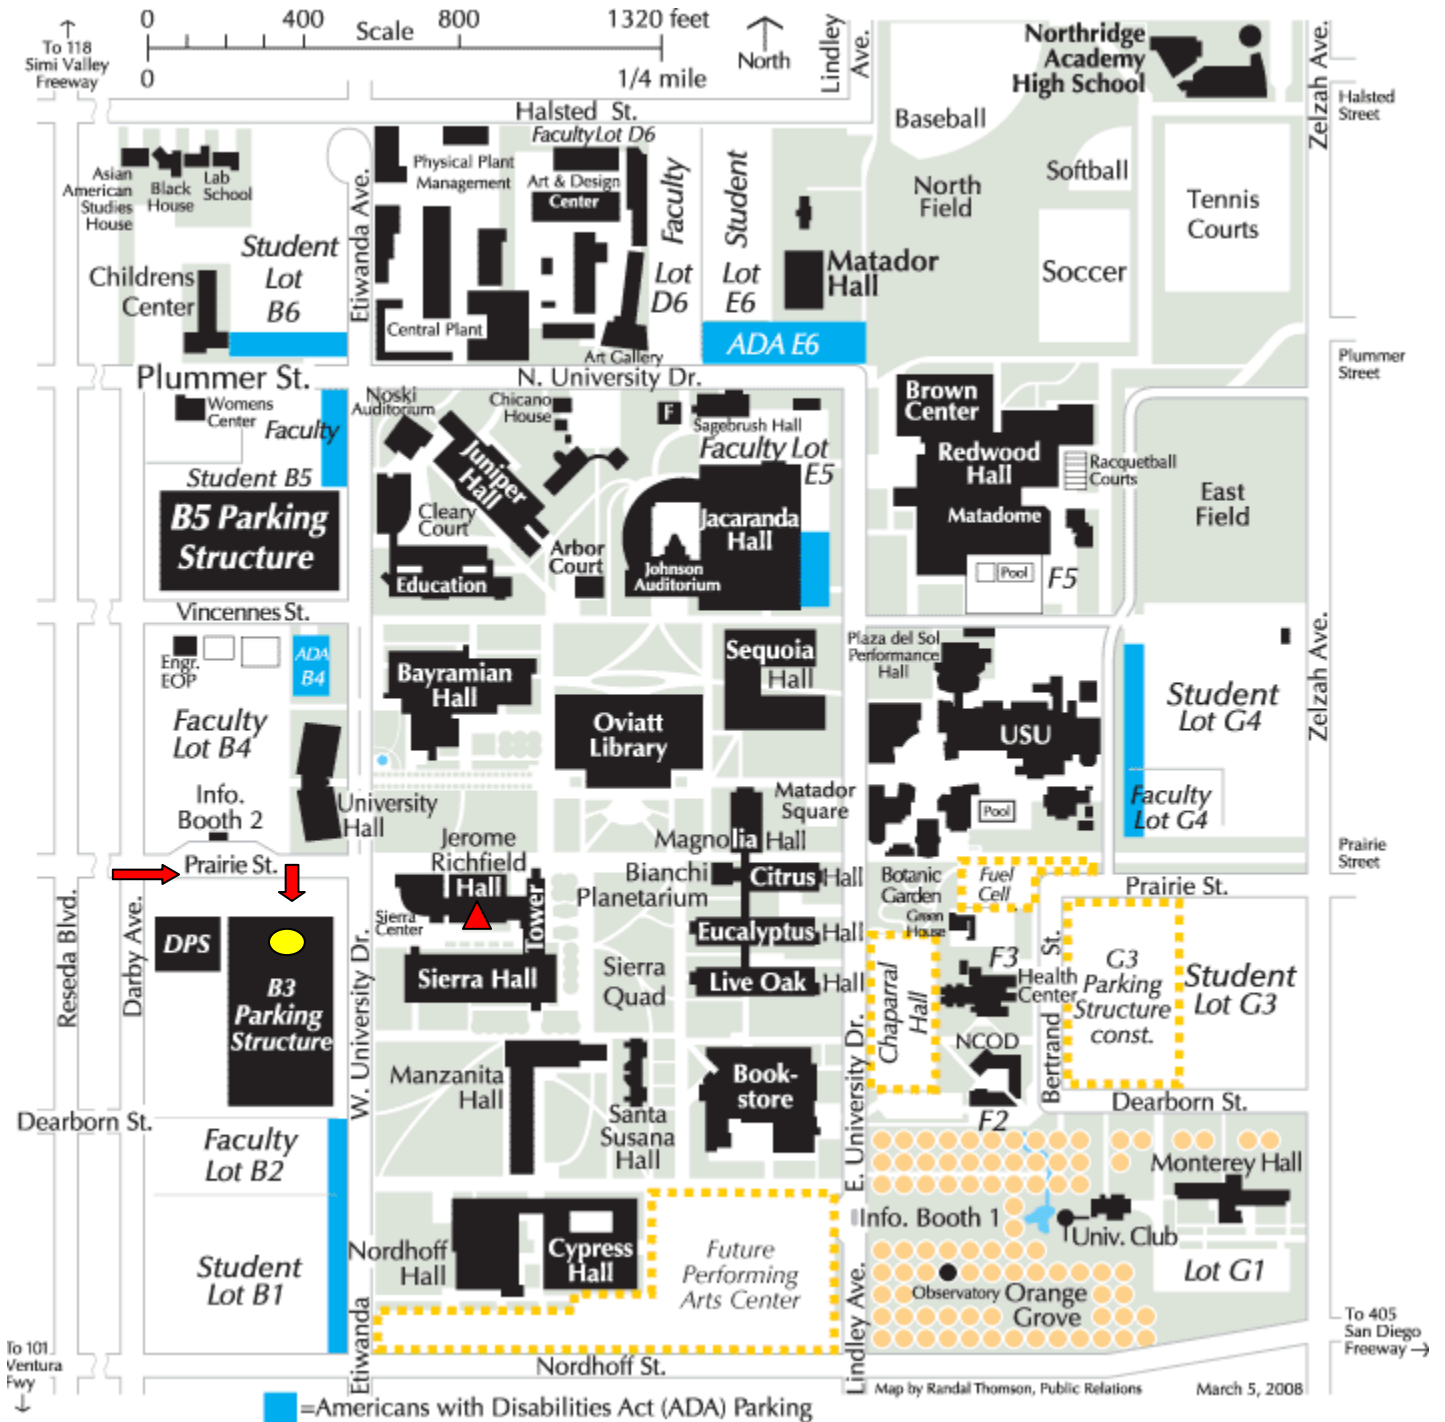 0 400 800 1320 feet
Scale
0 1/4 mile
North
To 118
Simi Valley
Freeway
Lindley
Ave.
Northridge
Academy
High School
Zelzah Ave.
Halsted
Street
Halsted St.
Asian
American
Studies
House
Black
House
Lab
School
Student
Lot
B6
Childrens
Center
Etiwanda Ave.
Physical Plant
Management
Faculty Lot D6
Art & Design
Center
Central Plant
Art Gallery
Faculty
Lot
D6
Student
Lot
E6
ADA E6
Matador
Hall
Baseball
North
Field
Softball
Soccer
Tennis
Courts
Plummer
Street
Plummer St.
N. University Dr.
Womens
Center
Faculty
Student B5
B5 Parking
Structure
Noski
Auditorium
Juniper
Hall
Chicano
House
F
Sagebrush Hall
Faculty Lot
E5
Cleary
Court
Education
Arbor
Court
Jacaranda
Hall
Johnson
Auditorium
Brown
Center
Redwood
Hall
Matadome
Racquetball
Courts
Pool
F5
East
Field
Vincennes St.
Engr.
EOP
ADA
B4
Faculty
Lot B4
Info.
Booth 2
University
Hall
Bayramian
Hall
Oviatt
Library
Sequoia
Hall
Plaza del Sol
Performance
Hall
USU
Pool
Student
Lot G4
Faculty
Lot G4
Zelzah Ave.
Matador
Square
Magnolia Hall
Bianchi
Planetarium
Citrus Hall
Eucalyptus Hall
Live Oak Hall
Jerome
Richfield
Hall
Tower
Sierra
Center
Sierra Hall
Sierra
Quad
Prairie St.
Prairie
Street
Prairie St.
Reseda Blvd.
Darby Ave.
DPS
B3
Parking
Structure
W. University Dr.
Botanic
Garden
Green
House
Fuel
Cell
Chaparral
Hall
F3
Health
Center
NCOD
F2
Bertrand St.
G3
Parking
Structure
const.
Student
Lot G3
Dearborn St.
Dearborn St.
Manzanita
Hall
Santa
Susana
Hall
Book-
store
E. University Dr.
Faculty
Lot B2
Student
Lot B1
Nordhoff
Hall
Cypress
Hall
Future
Performing
Arts Center
Info. Booth 1
Monterey Hall
Univ. Club
Lot G1
Observatory
Orange
Grove
Etiwanda
Lindley Ave.
Nordhoff St.
To 101
Ventura
Fwy
To 405
San Diego
Freeway
Map by Randal Thomson, Public Relations
March 5, 2008
=Americans with Disabilities Act (ADA) Parking